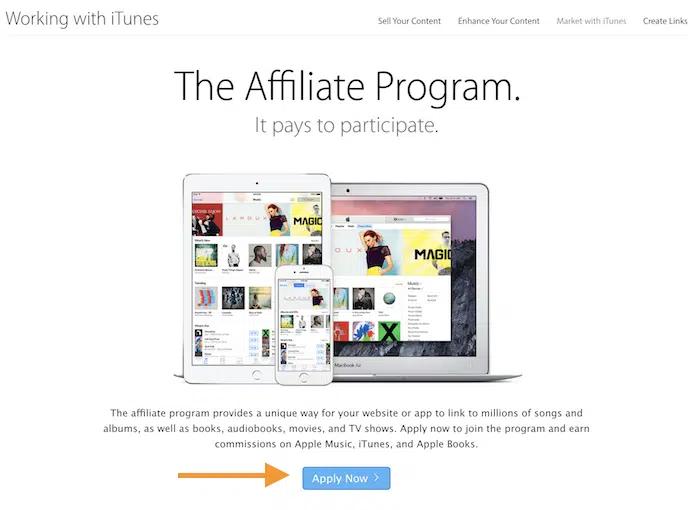 Working with iTunes
Sell Your Content
Enhance Your Content
Market with iTunes
Create Links
The Affiliate Program.
It pays to participate.
LA ROUX
MAGIC
MAGIC
MacBook Air
The affiliate program provides a unique way for your website or app to link to millions of songs and
albums, as well as books, audiobooks, movies, and TV shows. Apply now to join the program and earn
commissions on Apple Music, iTunes, and Apple Books.
Apply Now